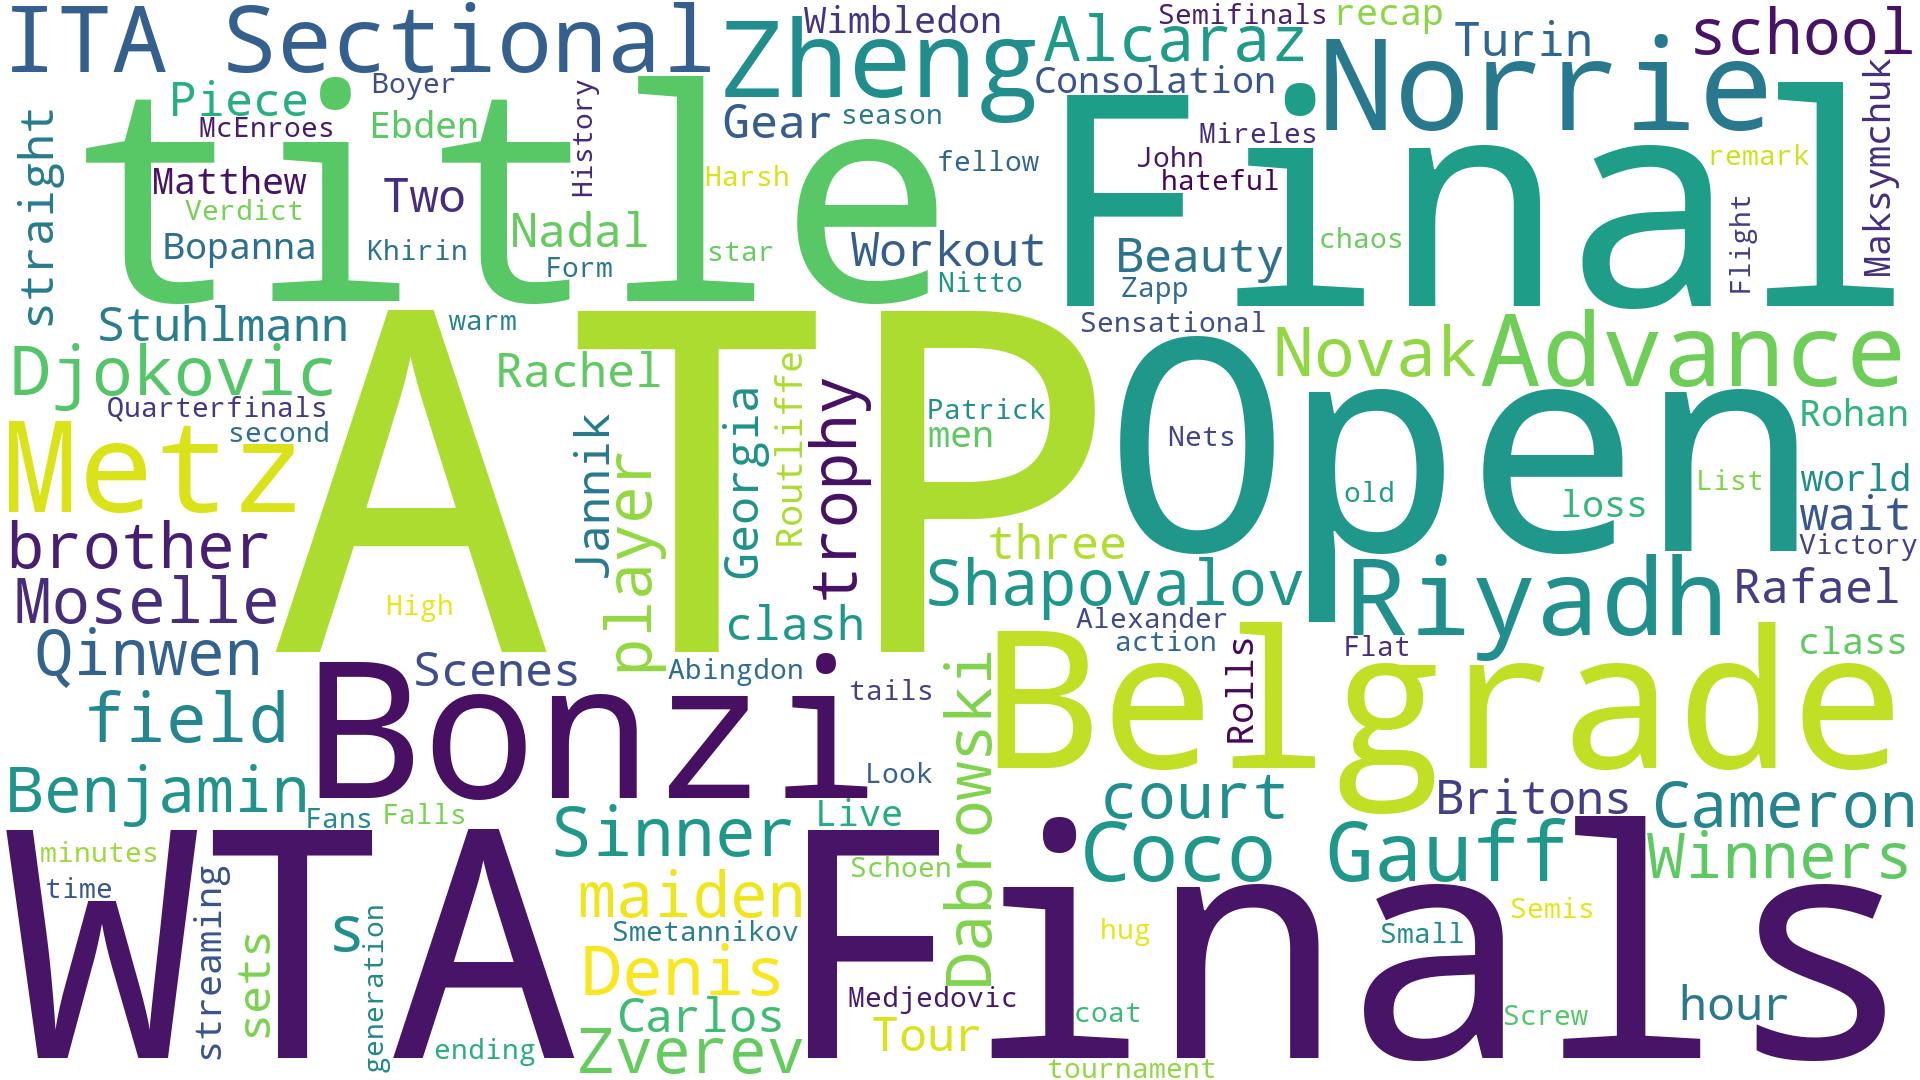 ITA Sectional
Zheng
Wimbledon
Alcaraz
Semifinals
recap
Turin
school
Piece
Boyer
Consolation
Norrie
McEnroes
Ebden
History
Gear
season
Mireles
Maksymchuk
straight
title
Final
Matthew
Two
Harsh
fellow
John
hateful
remark
Verdict
Nadal
Bopanna
Khirin
Form
star
Workout
Nitto
Beauty
Zapp
chaos
Flight
Stuhlmann
warm
Sensational
Novak
Advance
Djokovic
Rachel
Routliffe
Georgia
trophy
Quarterfinals
second
ATP
Open
Patrick
men
Nets
Rohan
Metz
Jannik
player
old
List
loss
world
wait
Victory
brother
three
Moselle
High
clash
Shapovalov
Riyadh
Rafael
Alexander
action
Qinwen
Scenes
Abingdon
Flat
class
field
Bonzi
tails
Dabrowski
Belgrade
Rolls
Benjamin
Look
court
Britons
Cameron
Fans
Falls
Sinner
Live
Coco Gauff
Winners
minutes
time
WTA Finals
Schoen
maiden
streaming
sets
s
generation
Smetannikov
hug
Small
Semis
Denis
Medjedovic
Carlos
Tour
coat
Screw
hour
ending
Zverev
tournament